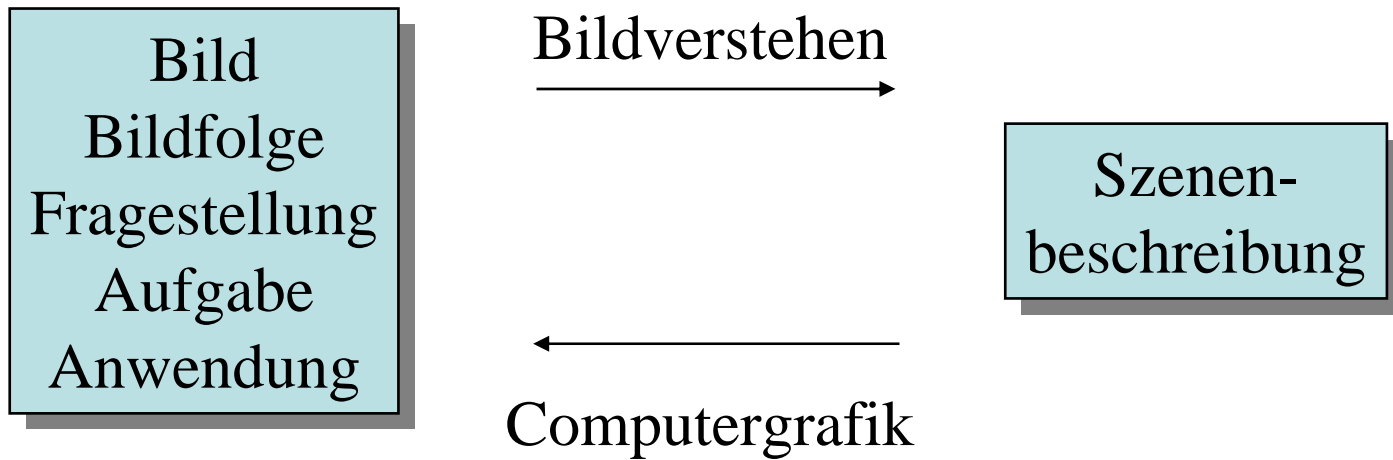 Bild
Bildfolge
Fragestellung
Aufgabe
Anwendung
Bildverstehen
Szenen-
beschreibung
Computergrafik